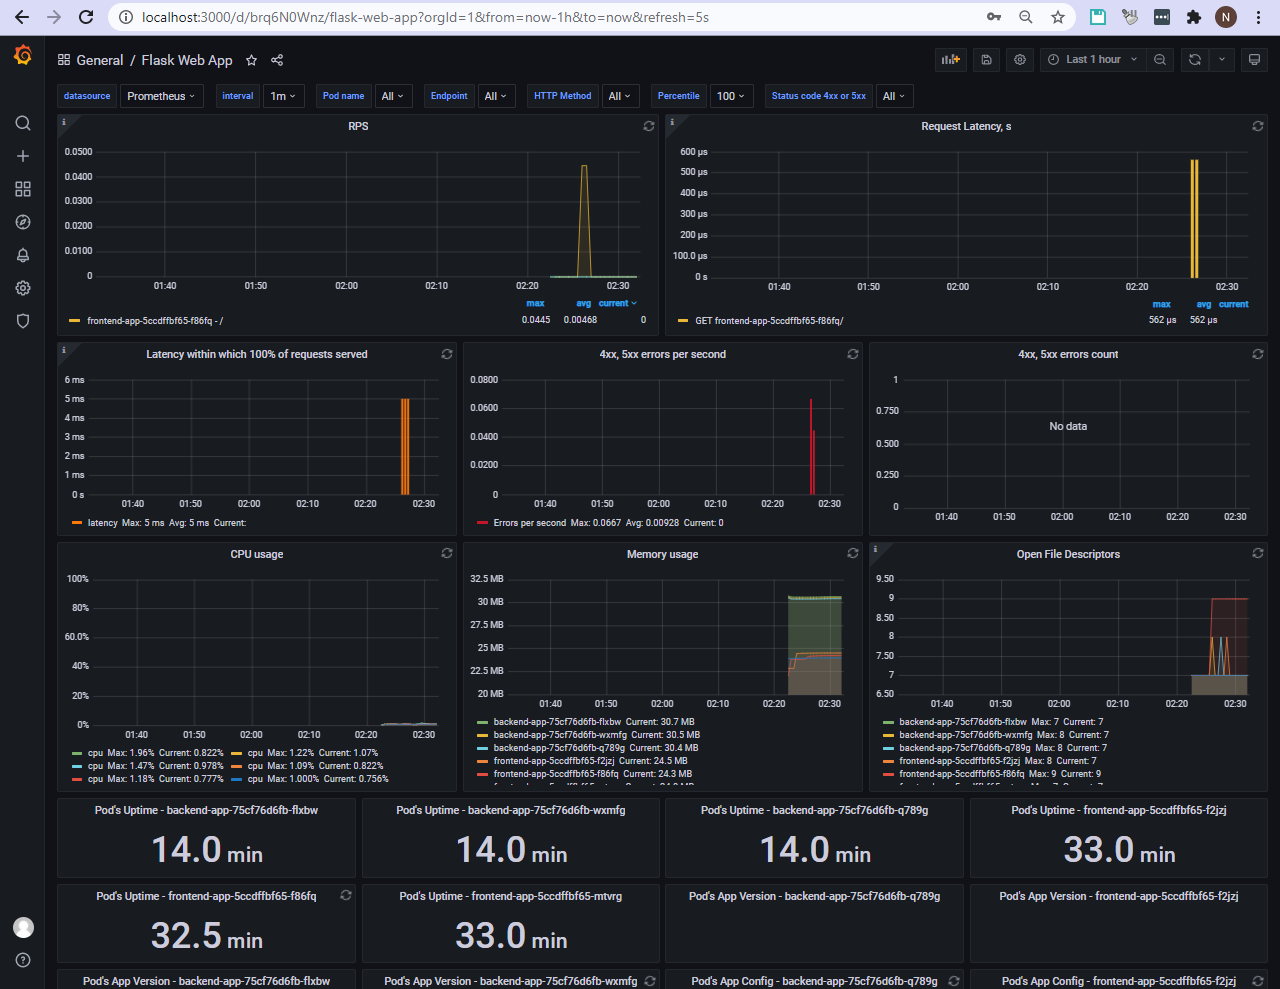 localhost:3000/d/brq6N0Wnz/flask-web-app?orgId=1&from=now-1h&to=now&refresh=5s
N
General / Flask Web App
Last 1 hour
datasource Prometheus interval 1m Pod name All Endpoint All HTTP Method All Percentile 100 Status code 4xx or 5xx All
RPS
0.0500
0.0400
0.0300
0.0200
0.0100
0
01:40 01:50 02:00 02:10 02:20 02:30
max avg current
frontend-app-5ccdffbf65-f86fq - / 0.0445 0.00468 0
Request Latency, s
600 µs
500 µs
400 µs
300 µs
200 µs
100.0 µs
0 s
01:40 01:50 02:00 02:10 02:20 02:30
max avg current
GET frontend-app-5ccdffbf65-f86fq/ 562 µs 562 µs
Latency within which 100% of requests served
6 ms
5 ms
4 ms
3 ms
2 ms
1 ms
0 s
01:40 01:50 02:00 02:10 02:20 02:30
latency Max: 5 ms Avg: 5 ms Current:
4xx, 5xx errors per second
0.0800
0.0600
0.0400
0.0200
0
01:40 01:50 02:00 02:10 02:20 02:30
Errors per second Max: 0.0667 Avg: 0.00928 Current: 0
4xx, 5xx errors count
1
0.750
0.500
0.250
0
No data
01:40 01:50 02:00 02:10 02:20 02:30
CPU usage
100%
80%
60.0%
40%
20%
0%
01:40 01:50 02:00 02:10 02:20 02:30
cpu Max: 1.96% Current: 0.822% cpu Max: 1.22% Current: 1.07%
cpu Max: 1.47% Current: 0.978% cpu Max: 1.09% Current: 0.822%
cpu Max: 1.18% Current: 0.777% cpu Max: 1.000% Current: 0.756%
Memory usage
32.5 MB
30 MB
27.5 MB
25 MB
22.5 MB
20 MB
01:40 01:50 02:00 02:10 02:20 02:30
backend-app-75cf76d6fb-flxbw Current: 30.7 MB
backend-app-75cf76d6fb-wxmfg Current: 30.5 MB
backend-app-75cf76d6fb-q789g Current: 30.4 MB
frontend-app-5ccdffbf65-f2jzj Current: 24.5 MB
frontend-app-5ccdffbf65-f86fq Current: 24.3 MB
Open File Descriptors
9.50
9
8.50
8
7.50
7
6.50
01:40 01:50 02:00 02:10 02:20 02:30
backend-app-75cf76d6fb-flxbw Max: 7 Current: 7
backend-app-75cf76d6fb-wxmfg Max: 8 Current: 7
backend-app-75cf76d6fb-q789g Max: 8 Current: 7
frontend-app-5ccdffbf65-f2jzj Max: 8 Current: 7
frontend-app-5ccdffbf65-f86fq Max: 9 Current: 9
Pod's Uptime - backend-app-75cf76d6fb-flxbw
14.0 min
Pod's Uptime - backend-app-75cf76d6fb-wxmfg
14.0 min
Pod's Uptime - backend-app-75cf76d6fb-q789g
14.0 min
Pod's Uptime - frontend-app-5ccdffbf65-f2jzj
33.0 min
Pod's Uptime - frontend-app-5ccdffbf65-f86fq
32.5 min
Pod's Uptime - frontend-app-5ccdffbf65-mtvrg
33.0 min
Pod's App Version - backend-app-75cf76d6fb-q789g
Pod's App Version - frontend-app-5ccdffbf65-f2jzj
Pod's App Version - backend-app-75cf76d6fb-flxbw
Pod's App Version - backend-app-75cf76d6fb-wxmfg
Pod's App Config - backend-app-75cf76d6fb-q789g
Pod's App Config - frontend-app-5ccdffbf65-f2jzj